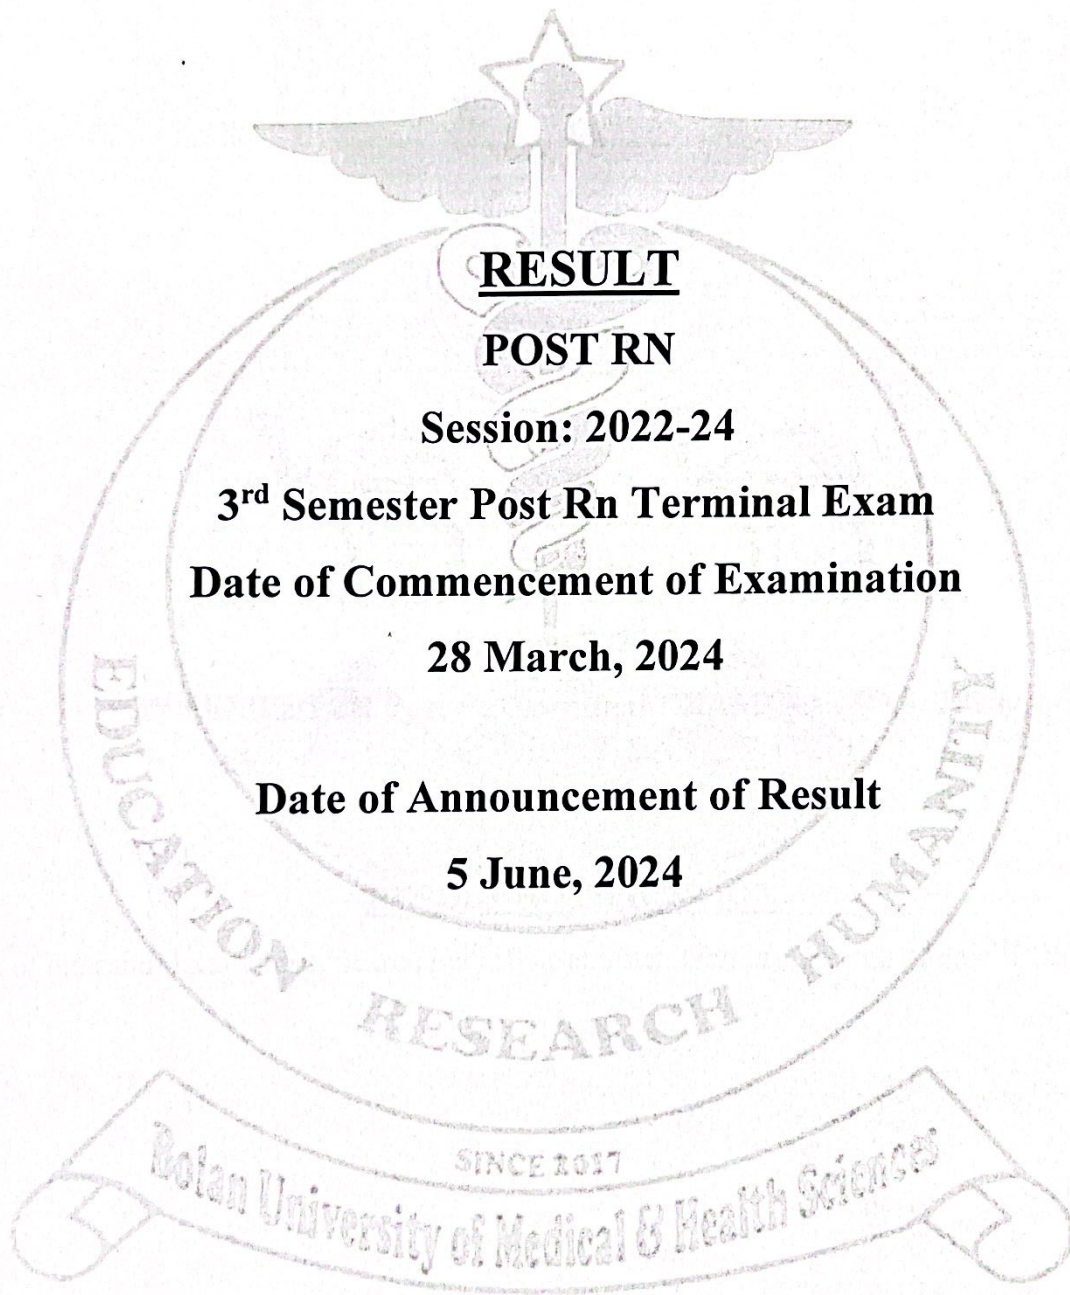 RESULT
POST RN
Session: 2022-24
3rd Semester Post Rn Terminal Exam
Date of Commencement of Examination
28 March, 2024
Date of Announcement of Result
5 June, 2024
EDUCATION RESEARCH HUMANITY
SINCE 2017
Bolan University of Medical & Health Sciences